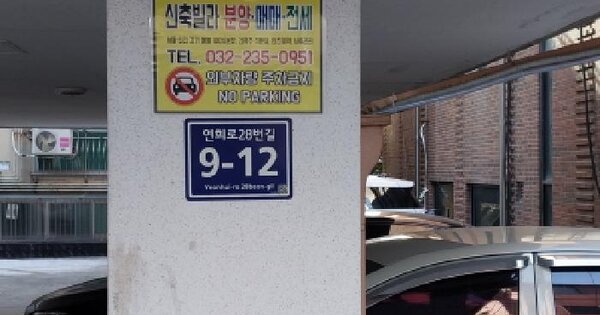 신축빌라 분양·매매·전세
TEL. 032-235-0951
외부차량 주차금지
NO PARKING
연희로28번길
9-12
Yeonhui-ro 28beon-gil